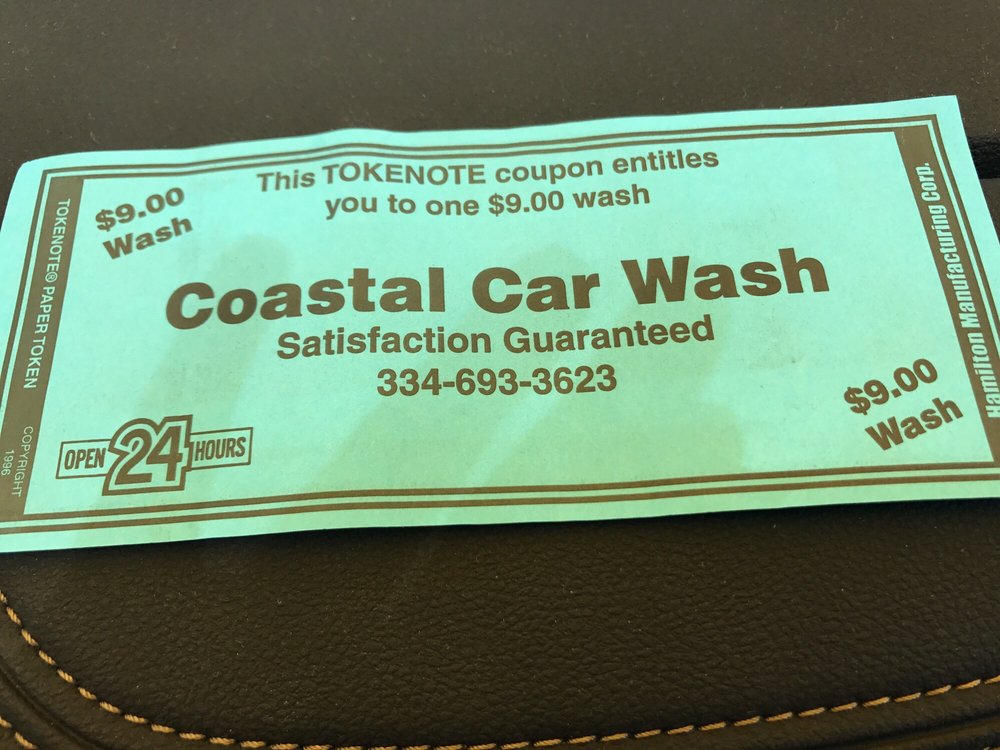 This TOKENOTE coupon entitles
you to one $9.00 wash
$9.00
Wash
Coastal Car Wash
Satisfaction Guaranteed
334-693-3623
$9.00
Wash
OPEN 24 HOURS
TOKENOTE® PAPER TOKEN
COPYRIGHT
1996
Hamilton Manufacturing Corp.